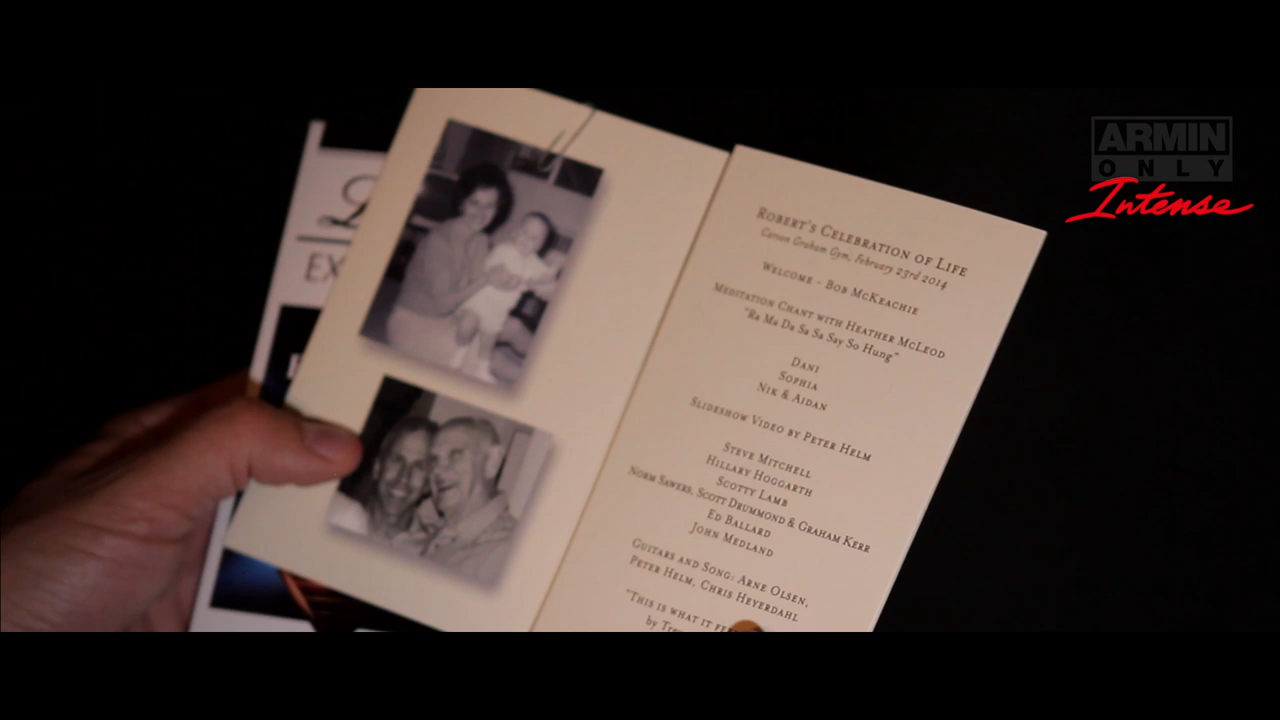 ARMIN
ONLY
Intense
EX
ROBERT'S CELEBRATION OF LIFE
Carson Graham Gym, February 23rd 2014
WELCOME - BOB MCKEACHIE
MEDITATION CHANT WITH HEATHER MCLEOD
"Ra Ma Da Sa Sa Say So Hung"
DANI
SOPHIA
NIK & AIDAN
SLIDESHOW VIDEO BY PETER HELM
STEVE MITCHELL
HILLARY HOGGARTH
SCOTTY LAMB
NORM SAWERS, SCOTT DRUMMOND & GRAHAM KERR
ED BALLARD
JOHN MEDLAND
GUITARS AND SONG: ARNE OLSEN,
PETER HELM, CHRIS HEYERDAHL
"THIS IS WHAT IT
by